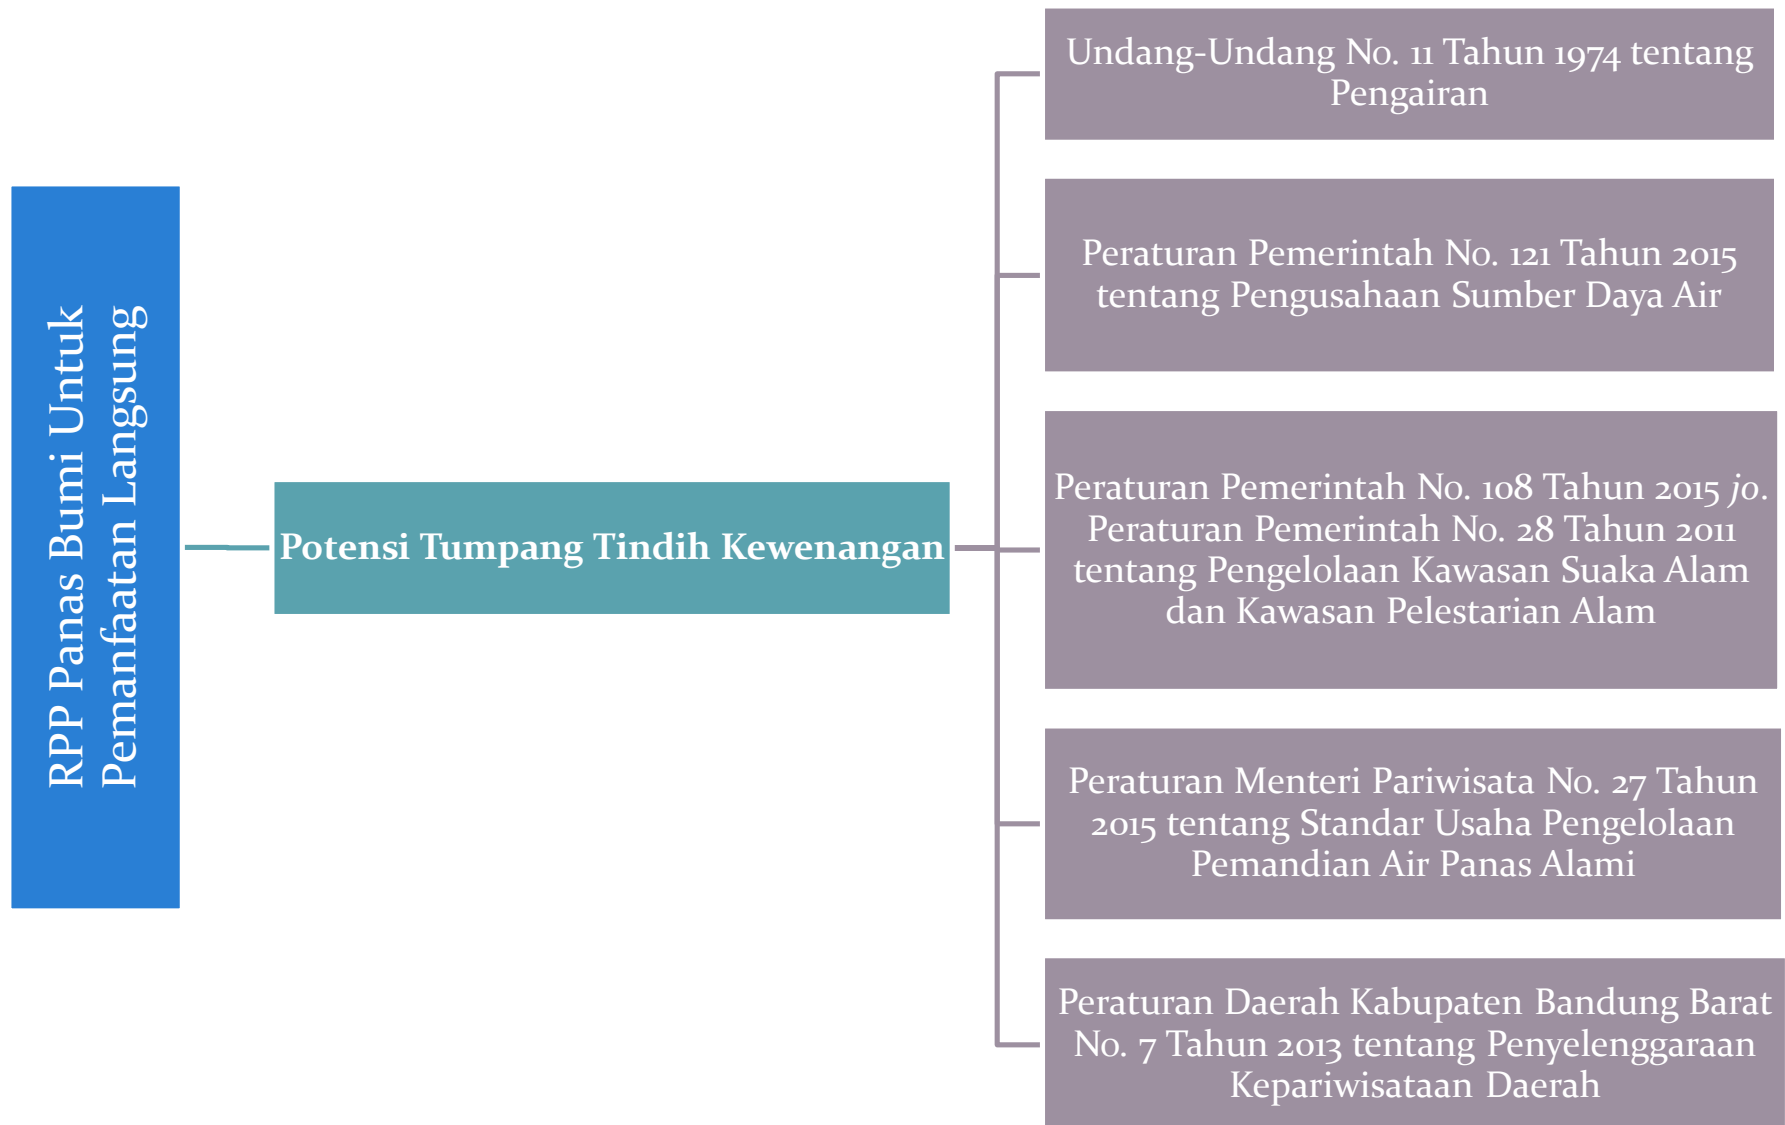 RPP Panas Bumi Untuk
Pemanfaatan Langsung
Potensi Tumpang Tindih Kewenangan
Undang-Undang No. 11 Tahun 1974 tentang
Pengairan
Peraturan Pemerintah No. 121 Tahun 2015
tentang Pengusahaan Sumber Daya Air
Peraturan Pemerintah No. 108 Tahun 2015 jo.
Peraturan Pemerintah No. 28 Tahun 2011
tentang Pengelolaan Kawasan Suaka Alam
dan Kawasan Pelestarian Alam
Peraturan Menteri Pariwisata No. 27 Tahun
2015 tentang Standar Usaha Pengelolaan
Pemandian Air Panas Alami
Peraturan Daerah Kabupaten Bandung Barat
No. 7 Tahun 2013 tentang Penyelenggaraan
Kepariwisataan Daerah